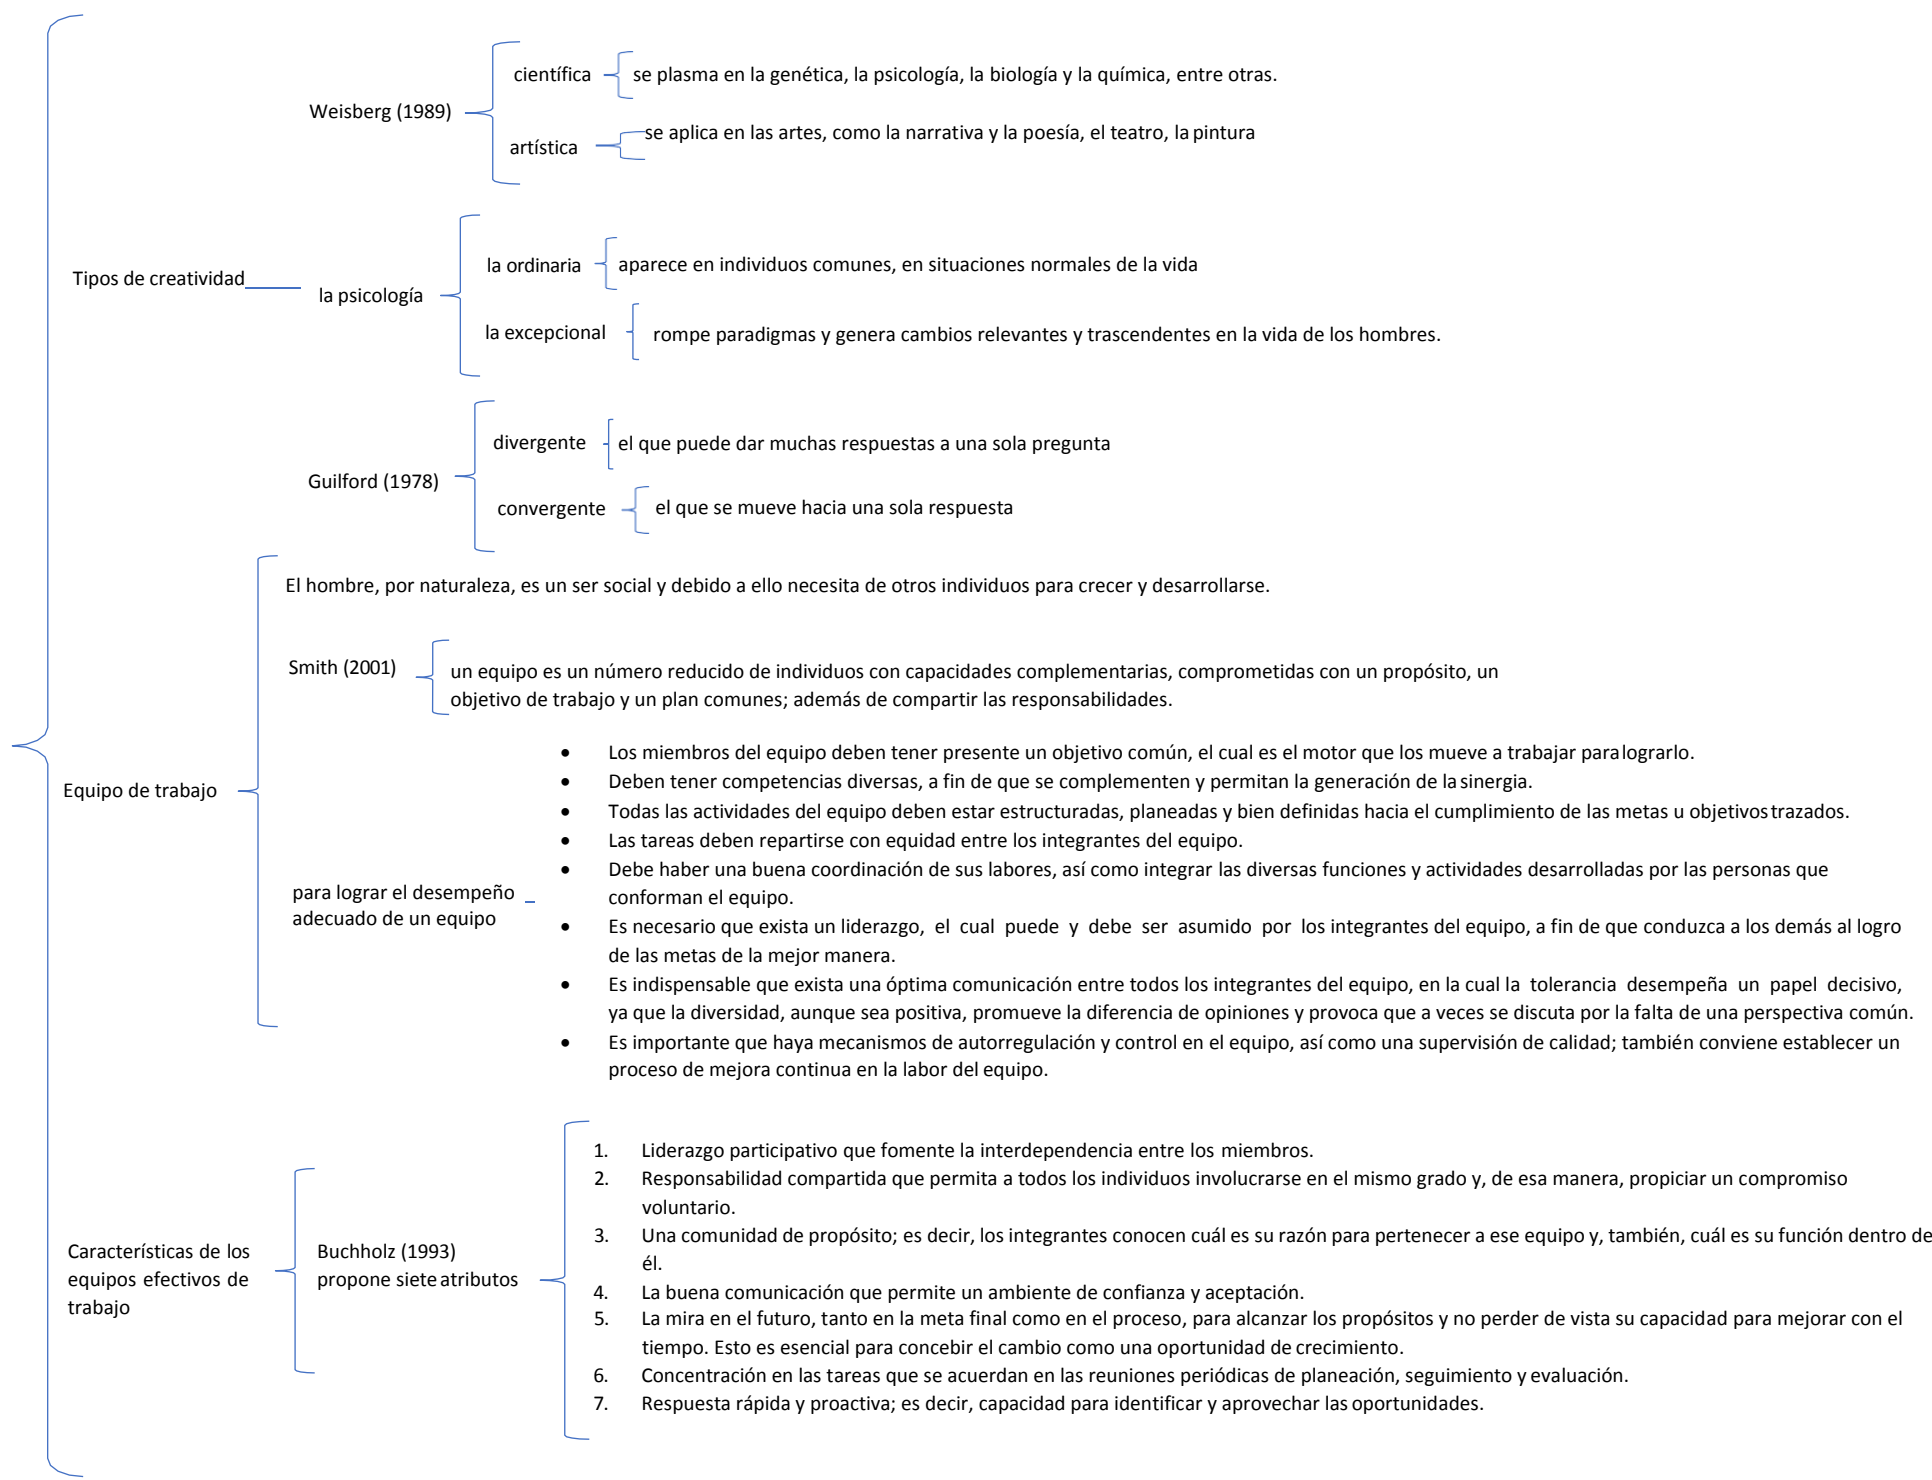 científica
se plasma en la genética, la psicología, la biología y la química, entre otras.
Weisberg (1989)
se aplica en las artes, como la narrativa y la poesía, el teatro, la pintura
artística
Tipos de creatividad
la psicología
la ordinaria
aparece en individuos comunes, en situaciones normales de la vida
la excepcional
rompe paradigmas y genera cambios relevantes y trascendentes en la vida de los hombres.
Guilford (1978)
divergente
el que puede dar muchas respuestas a una sola pregunta
convergente
el que se mueve hacia una sola respuesta
Equipo de trabajo
El hombre, por naturaleza, es un ser social y debido a ello necesita de otros individuos para crecer y desarrollarse.
Smith (2001)
un equipo es un número reducido de individuos con capacidades complementarias, comprometidas con un propósito, un
objetivo de trabajo y un plan comunes; además de compartir las responsabilidades.
para lograr el desempeño
adecuado de un equipo
• Los miembros del equipo deben tener presente un objetivo común, el cual es el motor que los mueve a trabajar para lograrlo.
• Deben tener competencias diversas, a fin de que se complementen y permitan la generación de la sinergia.
• Todas las actividades del equipo deben estar estructuradas, planeadas y bien definidas hacia el cumplimiento de las metas u objetivos trazados.
• Las tareas deben repartirse con equidad entre los integrantes del equipo.
• Debe haber una buena coordinación de sus labores, así como integrar las diversas funciones y actividades desarrolladas por las personas que
conforman el equipo.
• Es necesario que exista un liderazgo, el cual puede y debe ser asumido por los integrantes del equipo, a fin de que conduzca a los demás al logro
de las metas de la mejor manera.
• Es indispensable que exista una óptima comunicación entre todos los integrantes del equipo, en la cual la tolerancia desempeña un papel decisivo,
ya que la diversidad, aunque sea positiva, promueve la diferencia de opiniones y provoca que a veces se discuta por la falta de una perspectiva común.
• Es importante que haya mecanismos de autorregulación y control en el equipo, así como una supervisión de calidad; también conviene establecer un
proceso de mejora continua en la labor del equipo.
Características de los
equipos efectivos de
trabajo
Buchholz (1993)
propone siete atributos
1. Liderazgo participativo que fomente la interdependencia entre los miembros.
2. Responsabilidad compartida que permita a todos los individuos involucrarse en el mismo grado y, de esa manera, propiciar un compromiso
voluntario.
3. Una comunidad de propósito; es decir, los integrantes conocen cuál es su razón para pertenecer a ese equipo y, también, cuál es su función dentro de
él.
4. La buena comunicación que permite un ambiente de confianza y aceptación.
5. La mira en el futuro, tanto en la meta final como en el proceso, para alcanzar los propósitos y no perder de vista su capacidad para mejorar con el
tiempo. Esto es esencial para concebir el cambio como una oportunidad de crecimiento.
6. Concentración en las tareas que se acuerdan en las reuniones periódicas de planeación, seguimiento y evaluación.
7. Respuesta rápida y proactiva; es decir, capacidad para identificar y aprovechar las oportunidades.